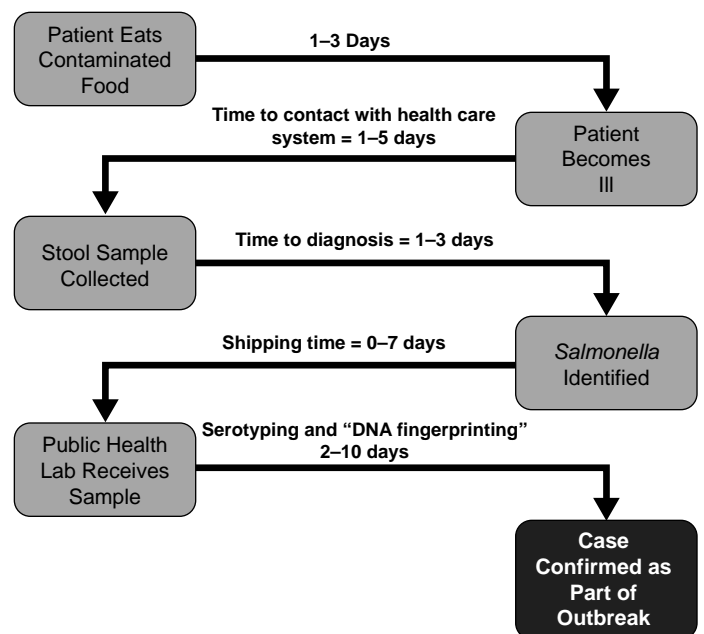 Patient Eats
Contaminated
Food
1–3 Days
Patient
Becomes
Ill
Time to contact with health care
system = 1–5 days
Stool Sample
Collected
Time to diagnosis = 1–3 days
Salmonella
Identified
Shipping time = 0–7 days
Public Health
Lab Receives
Sample
Serotyping and “DNA fingerprinting”
2–10 days
Case
Confirmed as
Part of
Outbreak